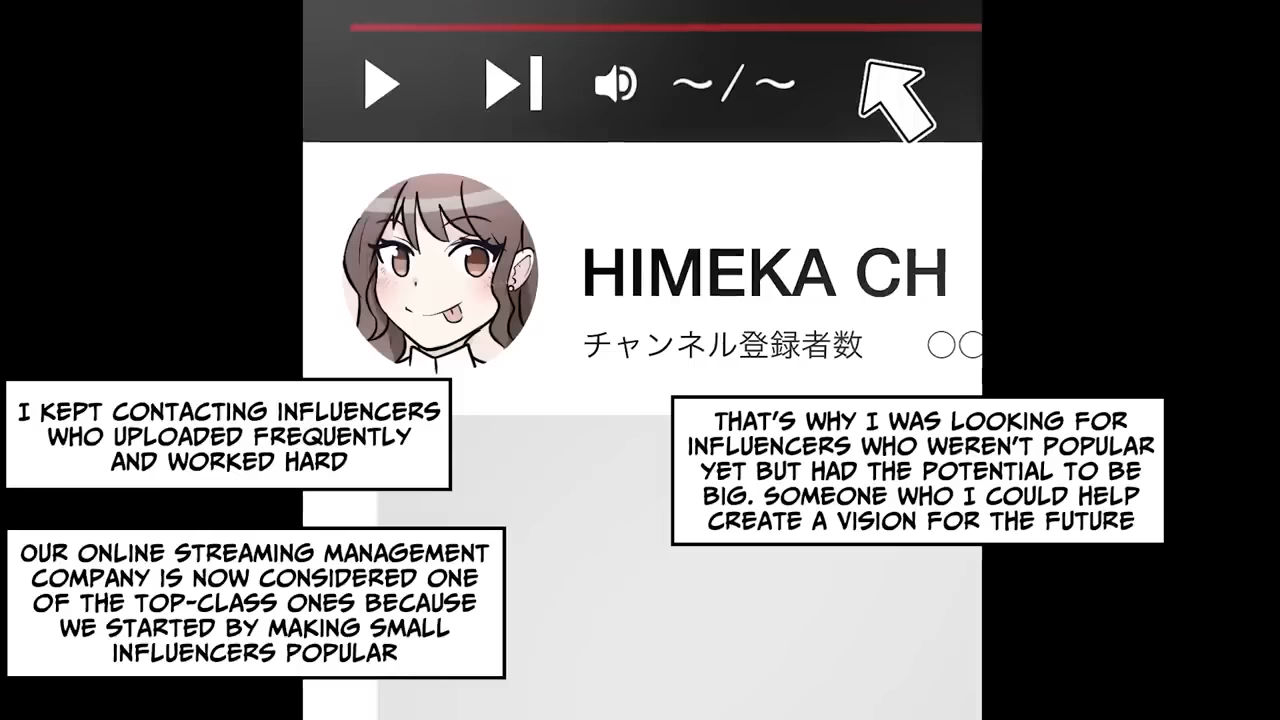 ~/~
HIMEKA CH
チャンネル登録者数 ○○
I KEPT CONTACTING INFLUENCERS
WHO UPLOADED FREQUENTLY
AND WORKED HARD
THAT'S WHY I WAS LOOKING FOR
INFLUENCERS WHO WEREN'T POPULAR
YET BUT HAD THE POTENTIAL TO BE
BIG. SOMEONE WHO I COULD HELP
CREATE A VISION FOR THE FUTURE
OUR ONLINE STREAMING MANAGEMENT
COMPANY IS NOW CONSIDERED ONE
OF THE TOP-CLASS ONES BECAUSE
WE STARTED BY MAKING SMALL
INFLUENCERS POPULAR